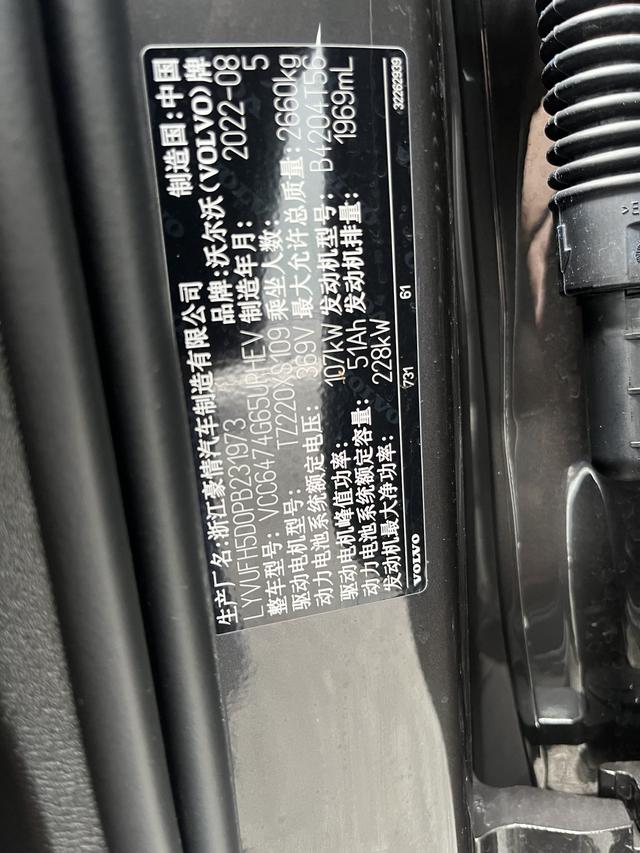 生产厂名:浙江豪情汽车制造有限公司 制造国:中国
LYVUFH5D0PB231973 品牌:沃尔沃(VOLVO)牌
整车型号: VCC6474G65UPHEV 制造年月: 2022-08
驱动电机型号: TZ220XS109 乘坐人数: 5
动力电池系统额定电压: 369V 最大允许总质量: 2660kg
驱动电机峰值功率: 107kW 发动机型号: B4204T56
动力电池系统额定容量: 51Ah 发动机排量: 1969mL
发动机最大净功率: 228kW
VOLVO 731 61 32262939